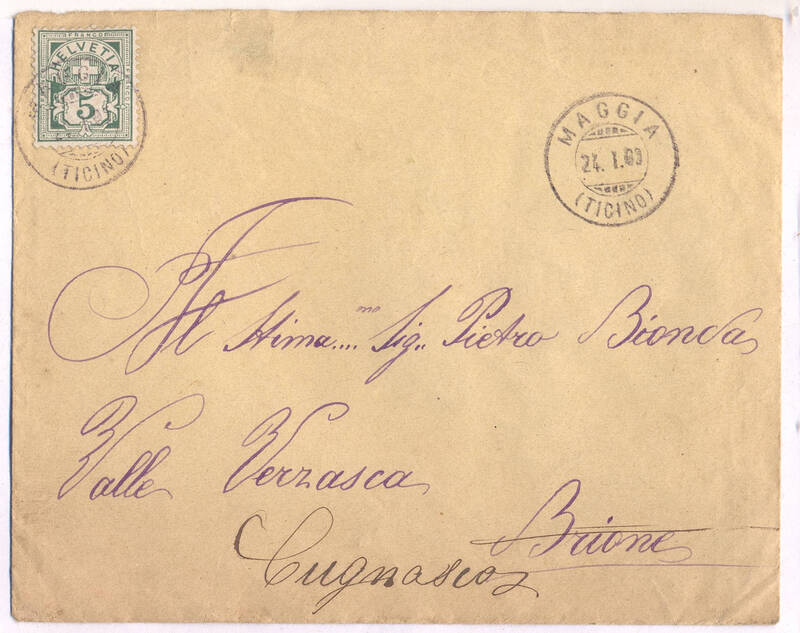 FRANCO
HELVETIA
5
(TICINO)
MAGGIA
24. I. 03
(TICINO)
Al Stima....mo Sig.. Pietro Bionda
Valle Verzasca
Brione
Cugnasco